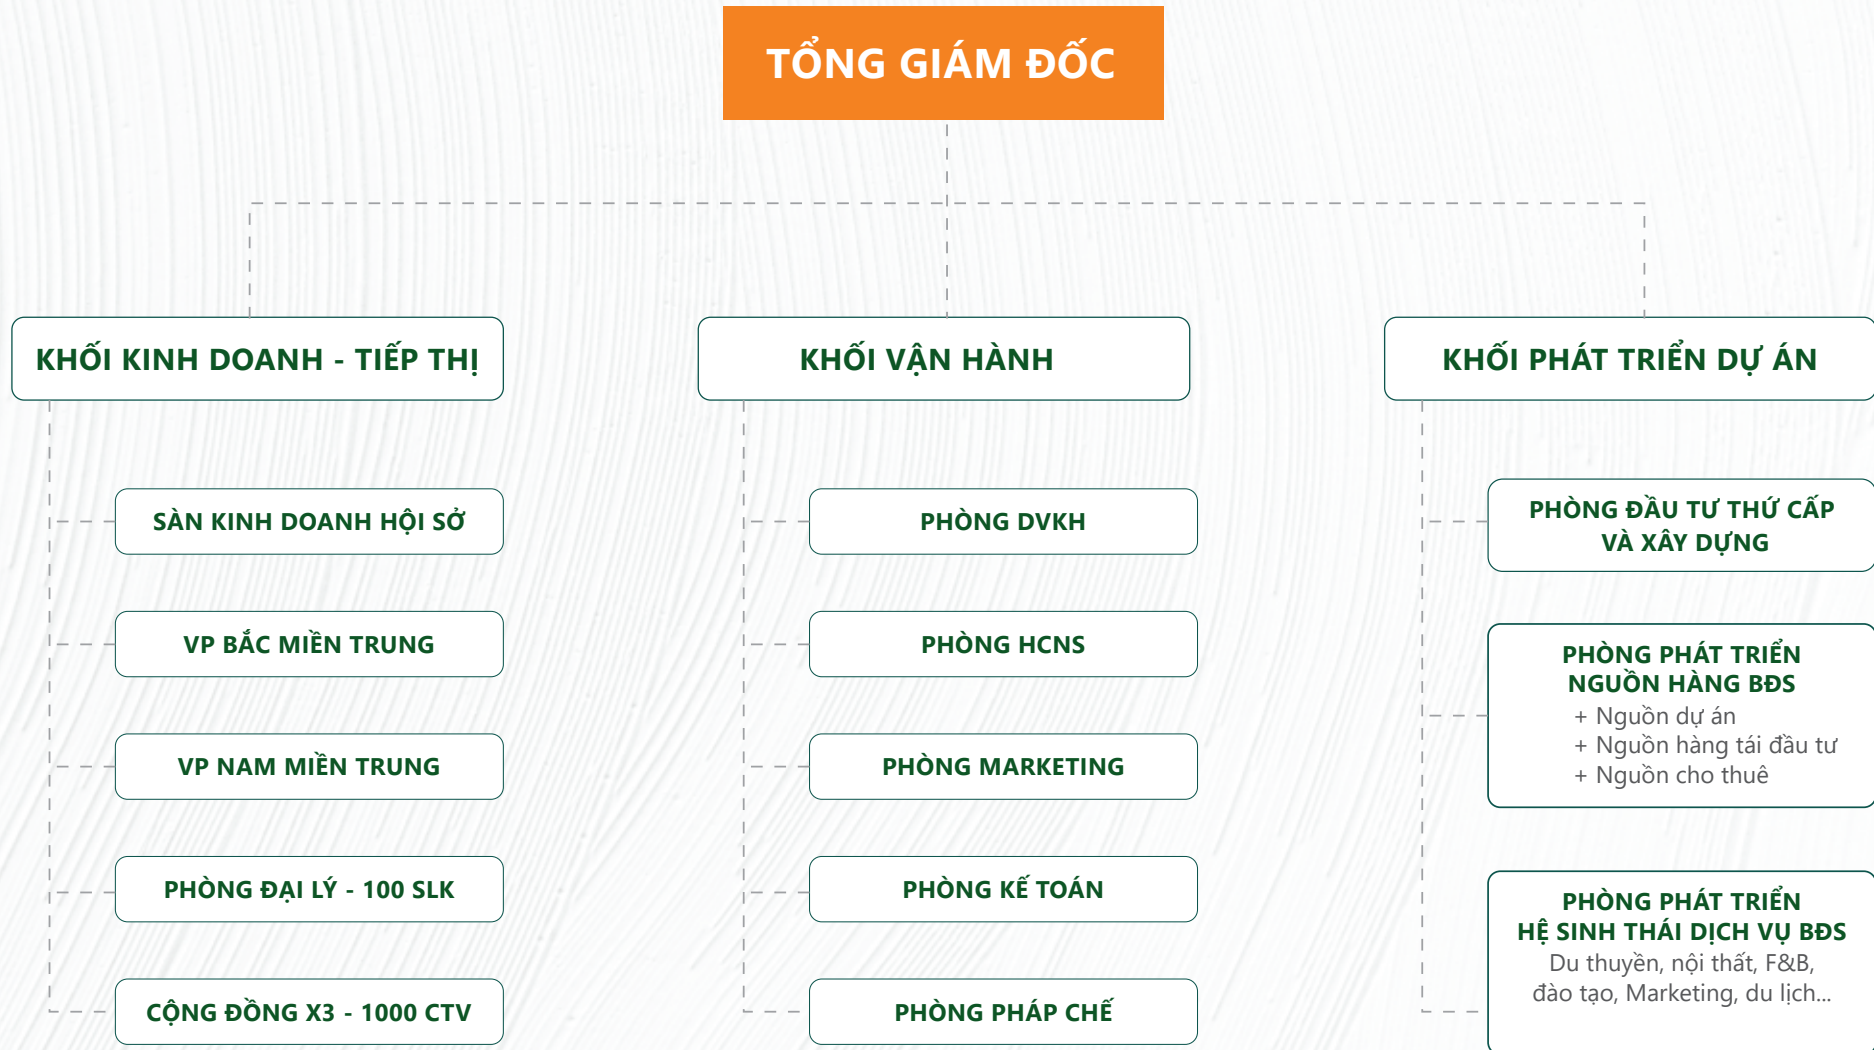 TỔNG GIÁM ĐỐC
KHỐI KINH DOANH - TIẾP THỊ
SÀN KINH DOANH HỘI SỞ
VP BẮC MIỀN TRUNG
VP NAM MIỀN TRUNG
PHÒNG ĐẠI LÝ - 100 SLK
CỘNG ĐỒNG X3 - 1000 CTV
KHỐI VẬN HÀNH
PHÒNG DVKH
PHÒNG HCNS
PHÒNG MARKETING
PHÒNG KẾ TOÁN
PHÒNG PHÁP CHẾ
KHỐI PHÁT TRIỂN DỰ ÁN
PHÒNG ĐẦU TƯ THỨ CẤP
VÀ XÂY DỰNG
PHÒNG PHÁT TRIỂN
NGUỒN HÀNG BĐS
+ Nguồn dự án
+ Nguồn hàng tái đầu tư
+ Nguồn cho thuê
PHÒNG PHÁT TRIỂN
HỆ SINH THÁI DỊCH VỤ BĐS
Du thuyền, nội thất, F&B,
đào tạo, Marketing, du lịch...